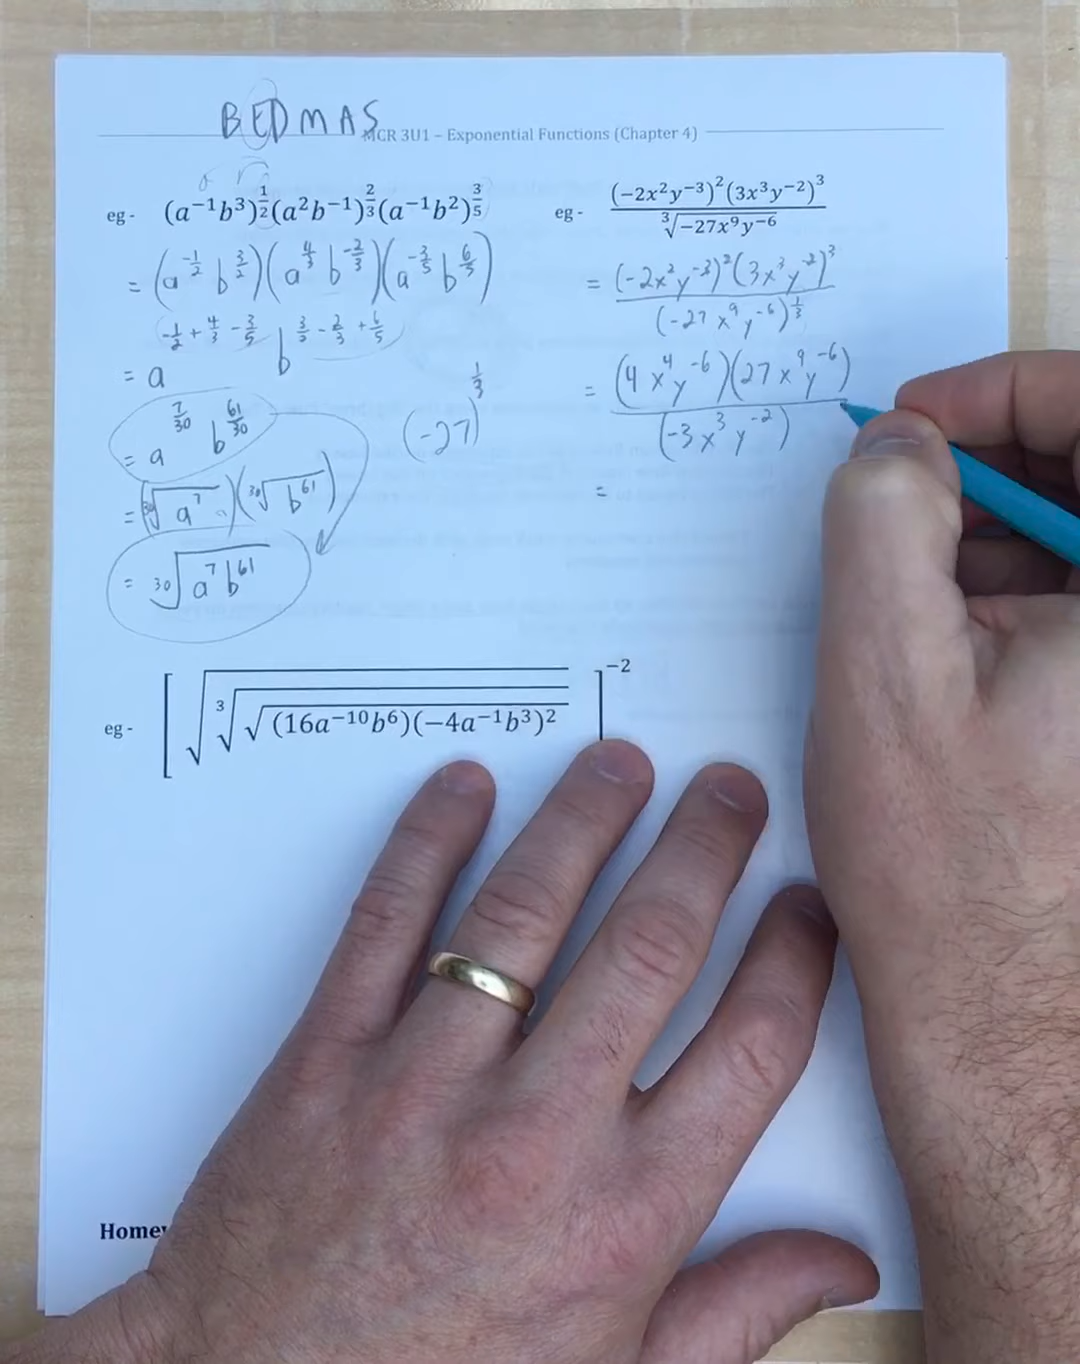 BEDMAS
MCR 3U1 – Exponential Functions (Chapter 4)
eg - (a⁻¹b³)^(1/2)(a²b⁻¹)^(2/3)(a⁻¹b²)^(3/5)
= (a^(-1/2) b^(3/2))(a^(4/3) b^(-2/3))(a^(-3/5) b^(6/5))
= a^(-1/2 + 4/3 - 3/5) b^(3/2 - 2/3 + 6/5)
= a^(7/30) b^(61/30)
= (³⁰√a⁷)(³⁰√b⁶¹)
= ³⁰√(a⁷b⁶¹)
(-27)^(1/3)
eg - (−2x²y⁻³)²(3x³y⁻²)³ / ³√(−27x⁹y⁻⁶)
= (-2x²y⁻³)²(3x³y⁻²)³ / (-27x⁹y⁻⁶)^(1/3)
= (4x⁴y⁻⁶)(27x⁹y⁻⁶) / (-3x³y⁻²)
=
eg - [√(³√(√((16a⁻¹⁰b⁶)(−4a⁻¹b³)²)))]⁻²